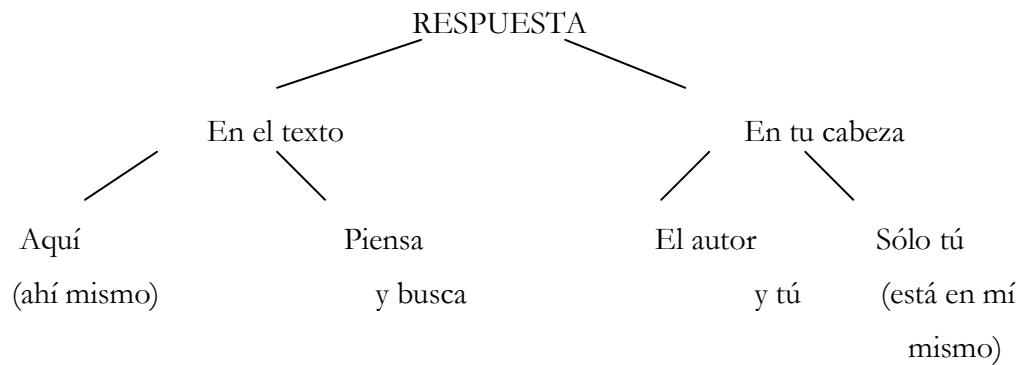 RESPUESTA
En el texto En tu cabeza
Aquí Piensa El autor Sólo tú
(ahí mismo) y busca y tú (está en mí
mismo)